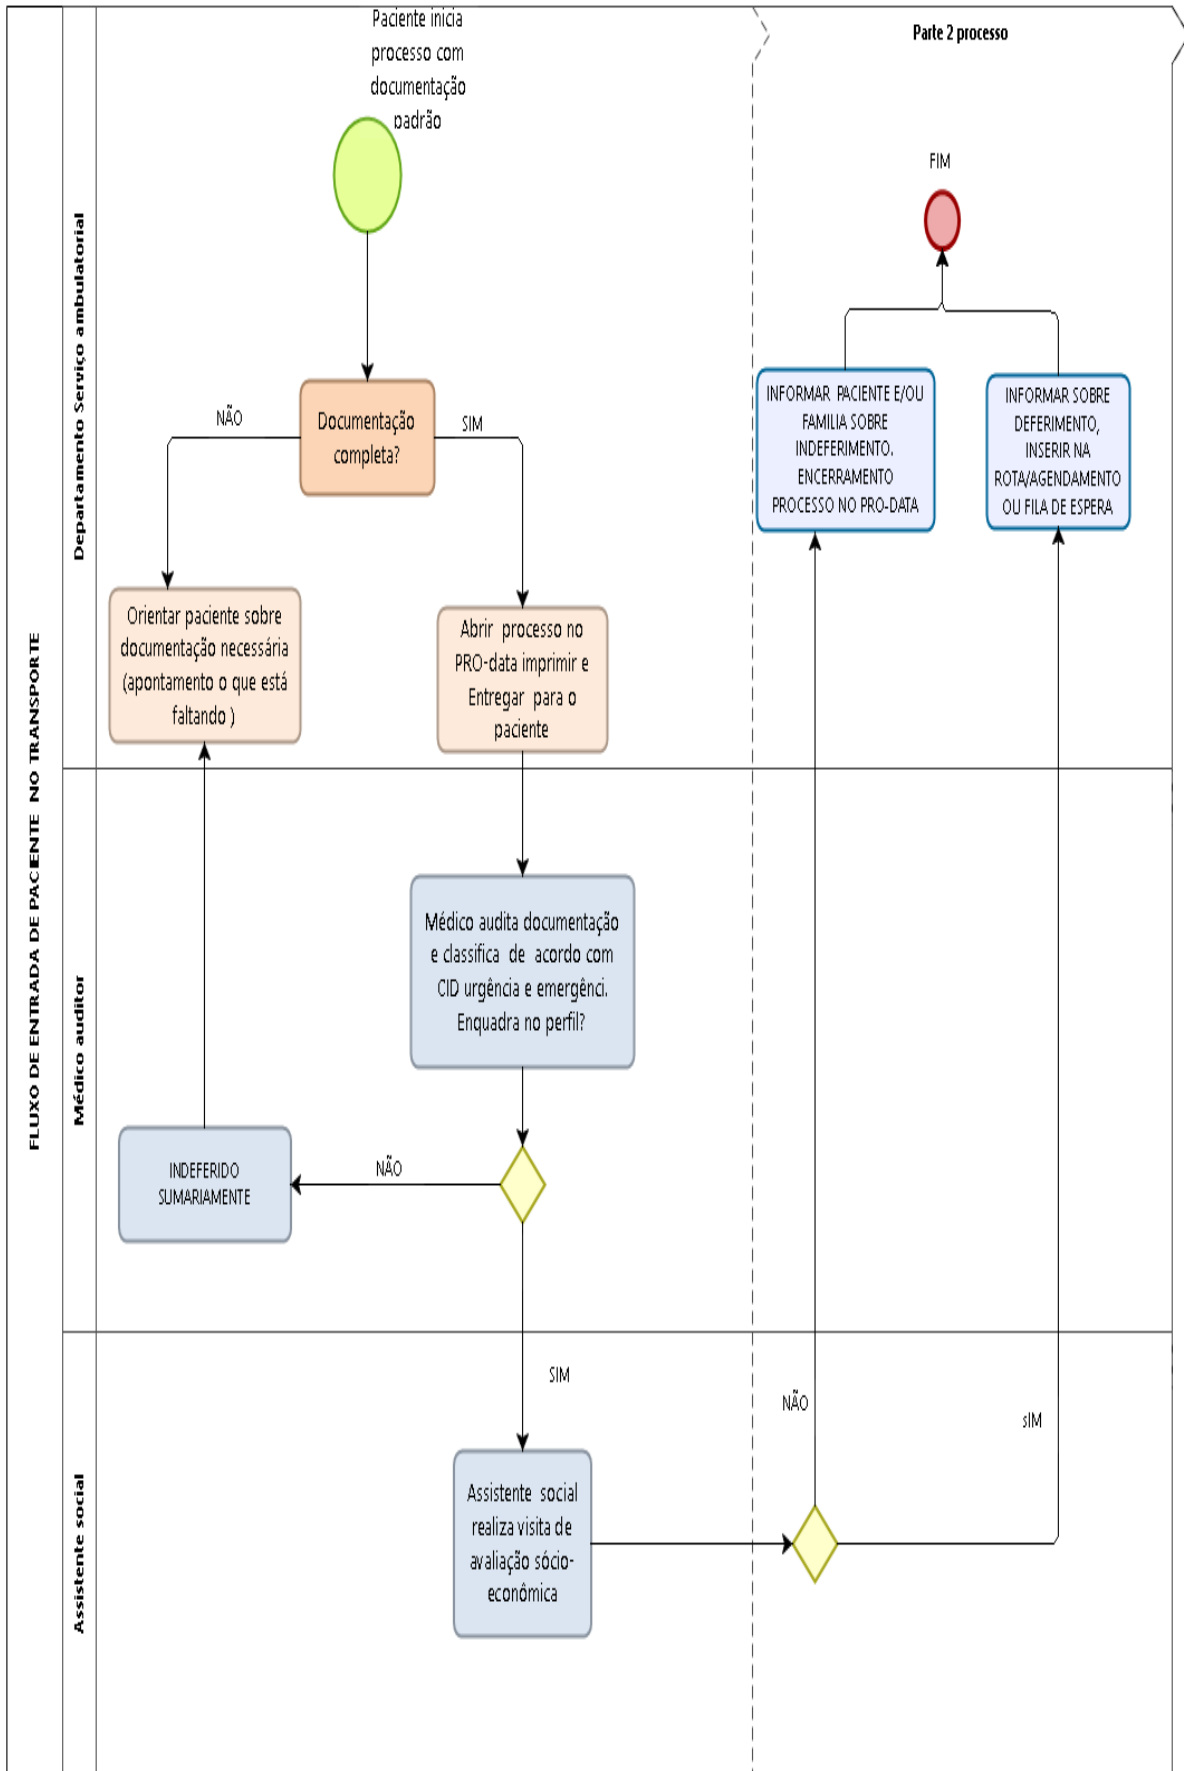 FLUXO DE ENTRADA DE PACIENTE NO TRANSPORTE
Departamento Serviço ambulatorial
Paciente inicia
processo com
documentação
padrão
Parte 2 processo
FIM
Documentação
completa?
NÃO
SIM
INFORMAR PACIENTE E/OU
FAMILIA SOBRE
INDEFERIMENTO.
ENCERRAMENTO
PROCESSO NO PRO-DATA
INFORMAR SOBRE
DEFERIMENTO,
INSERIR NA
ROTA/AGENDAMENTO
OU FILA DE ESPERA
Orientar paciente sobre
documentação necessária
(apontamento o que está
faltando )
Abrir processo no
PRO-data imprimir e
Entregar para o
paciente
Médico auditor
Médico audita documentação
e classifica de acordo com
CID urgência e emergênci.
Enquadra no perfil?
NÃO
INDEFERIDO
SUMARIAMENTE
Assistente social
SIM
Assistente social
realiza visita de
avaliação sócio-
econômica
NÃO
sIM